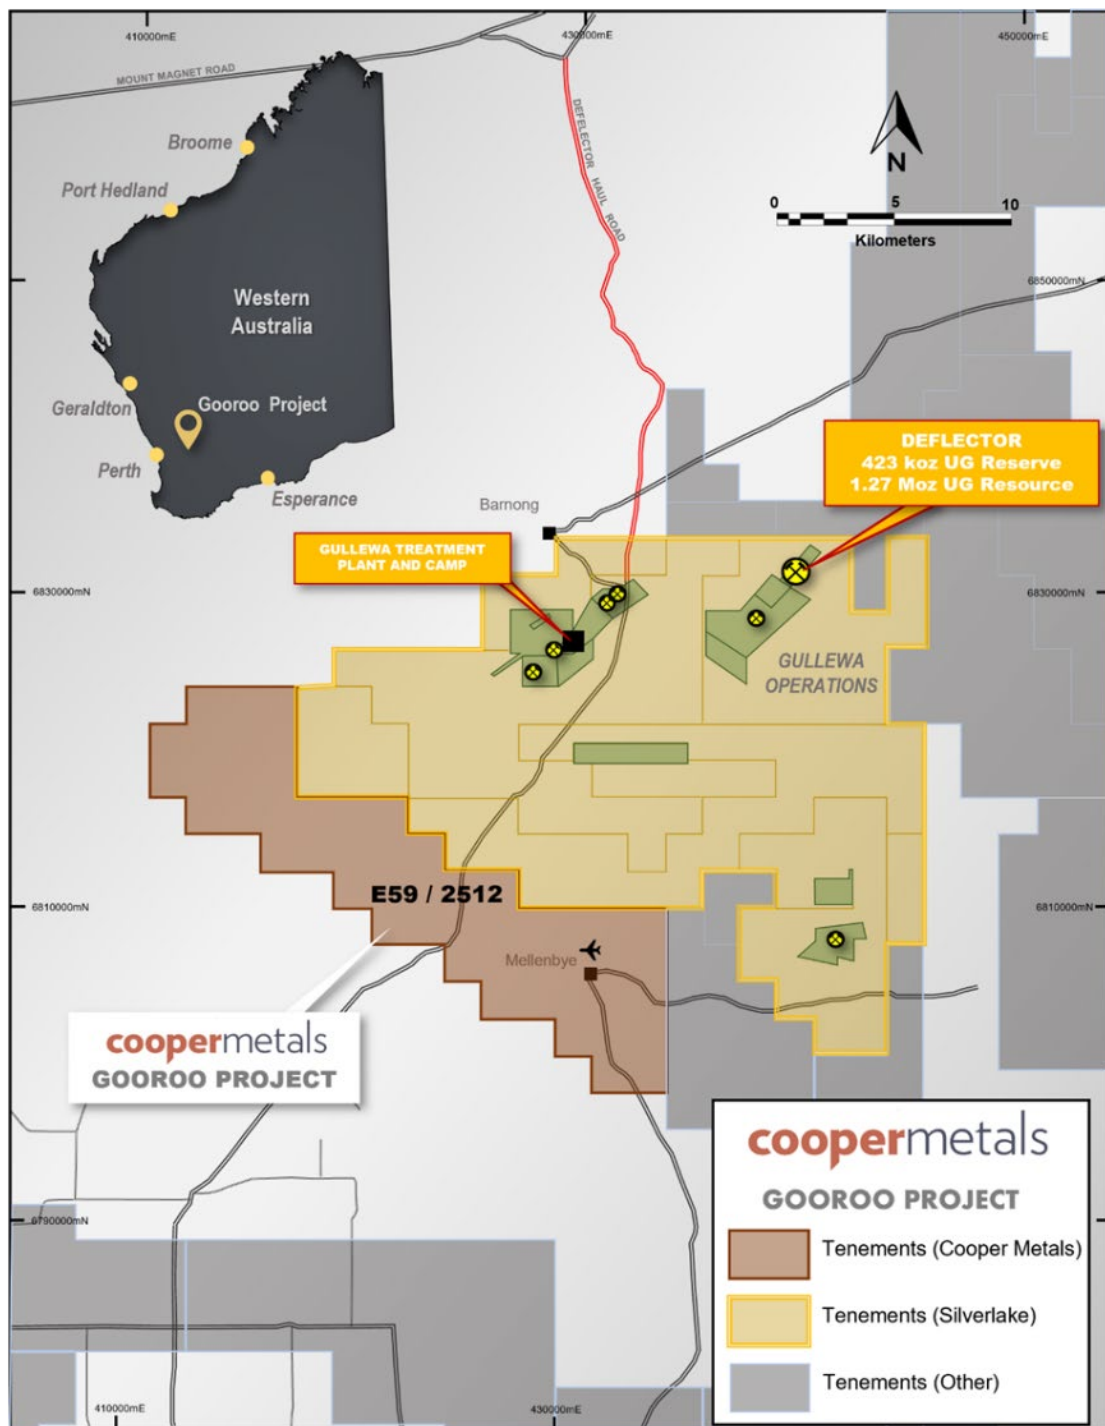 410000mE
430000mE
450000mE
MOUNT MAGNET ROAD
DEFELECTOR HAUL ROAD
N
0 5 10
Kilometers
Broome
Port Hedland
Western
Australia
Geraldton
Gooroo Project
Perth
Esperance
6850000mN
DEFLECTOR
423 koz UG Reserve
1.27 Moz UG Resource
Barnong
GULLEWA TREATMENT
PLANT AND CAMP
6830000mN
6830000mN
GULLEWA
OPERATIONS
E59 / 2512
6810000mN
6810000mN
Mellenbye
coopermetals
GOOROO PROJECT
6790000mN
coopermetals
GOOROO PROJECT
Tenements (Cooper Metals)
Tenements (Silverlake)
Tenements (Other)
410000mE
430000mE